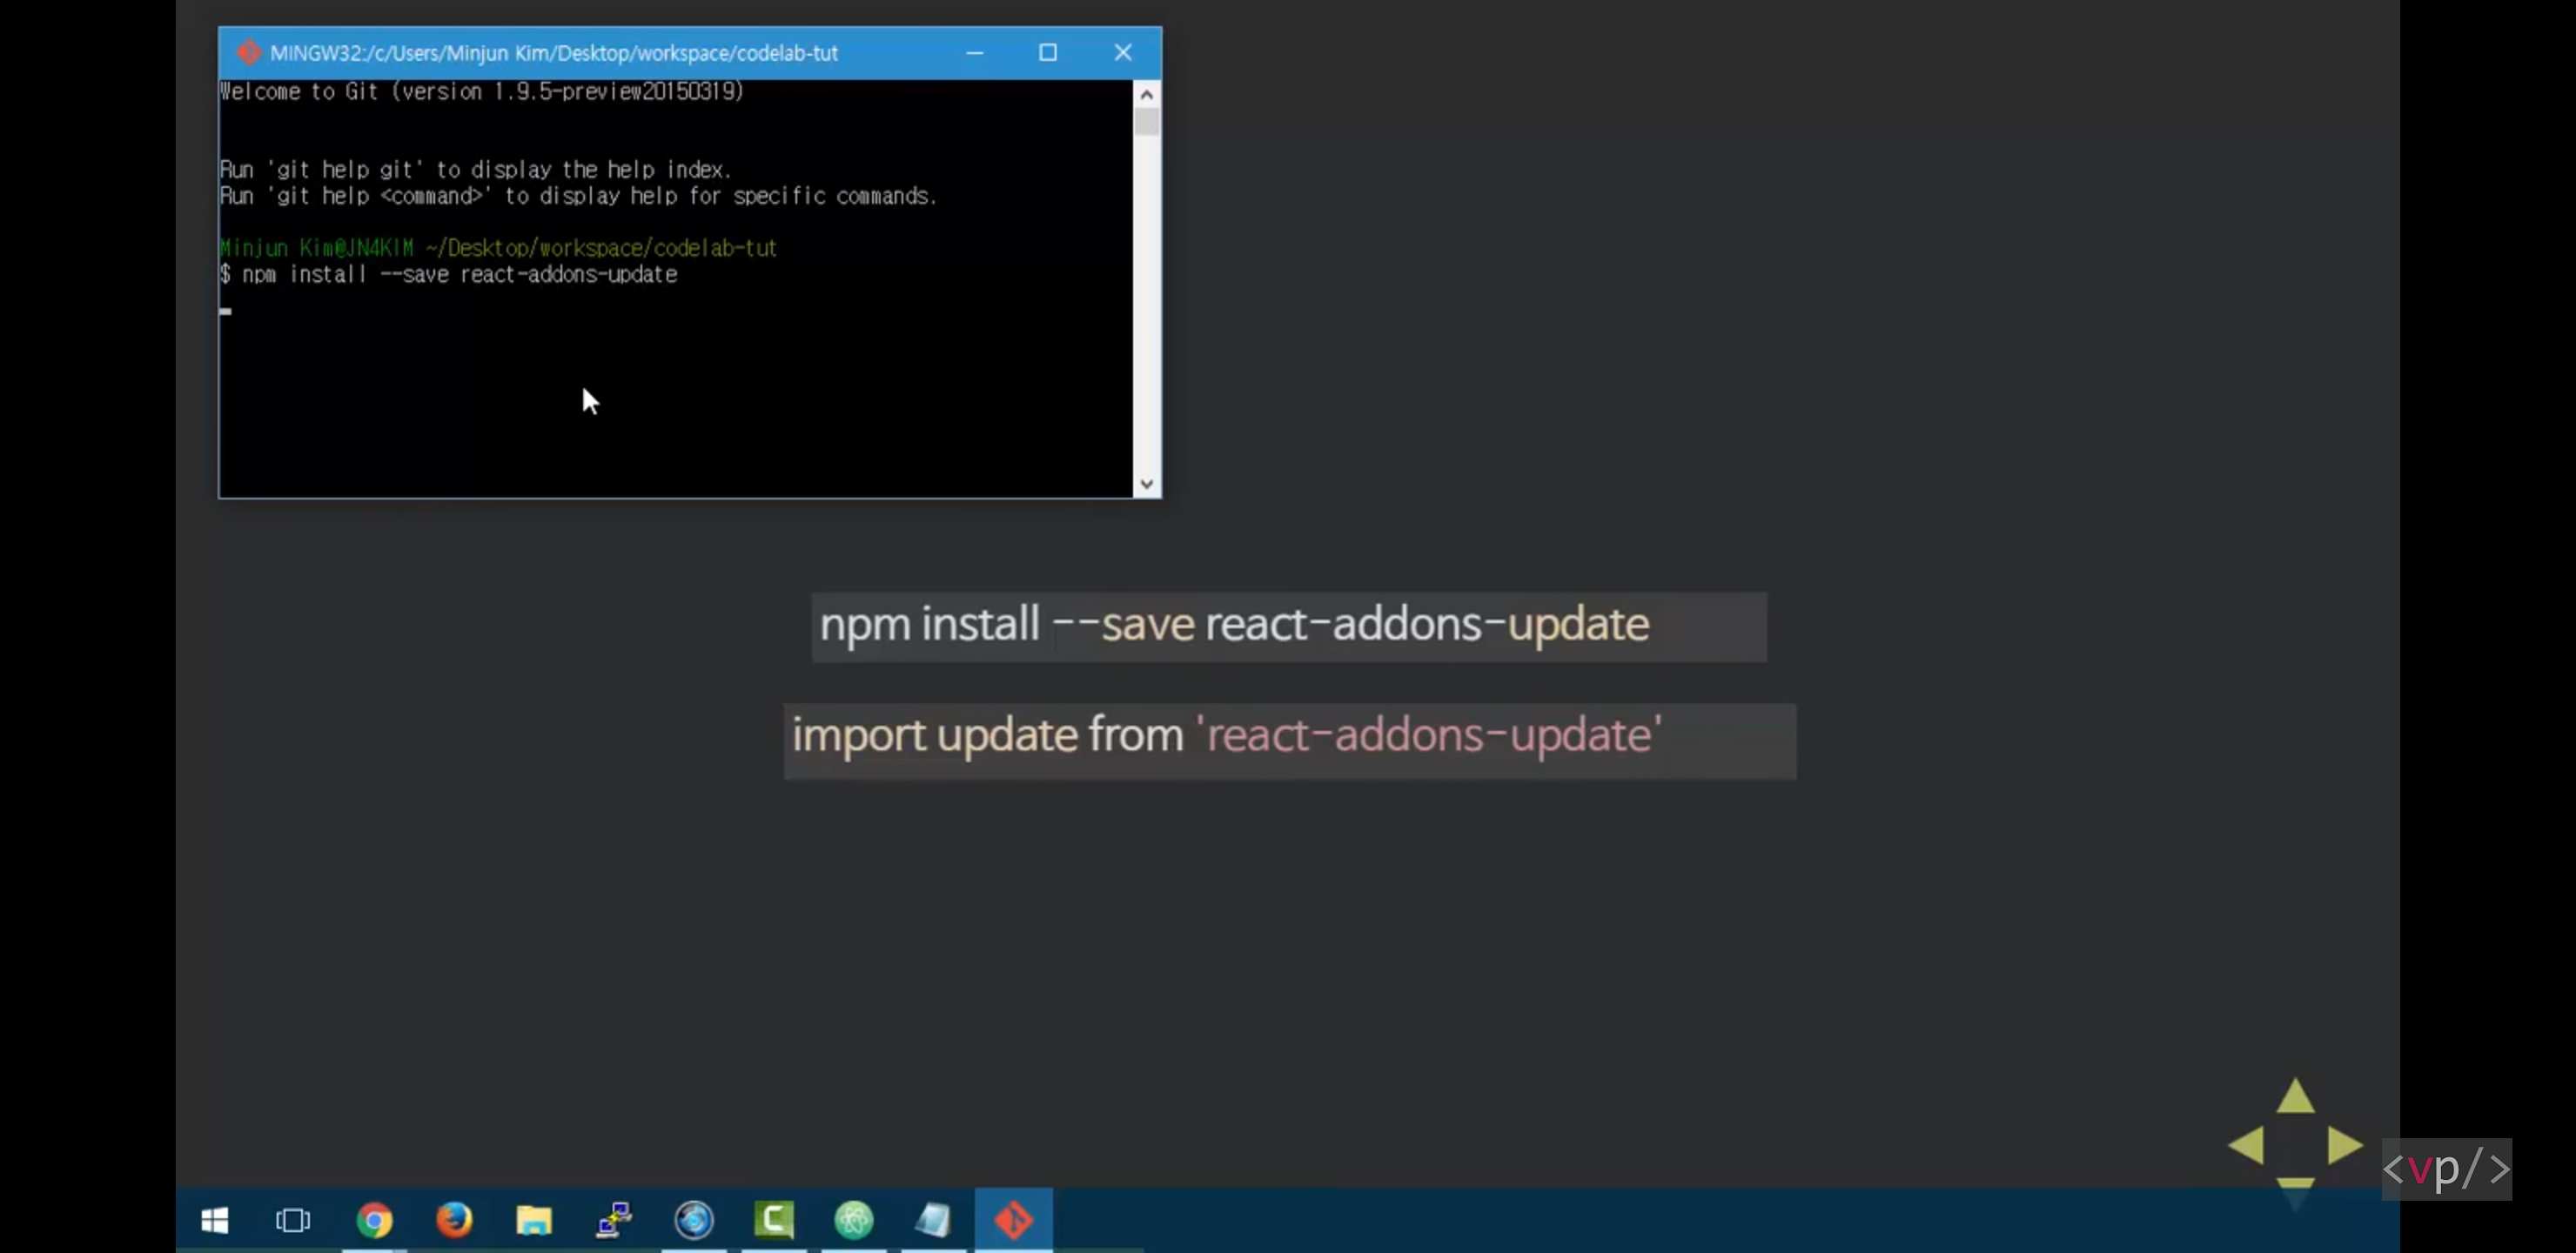 MINGW32:/c/Users/Minjun Kim/Desktop/workspace/codelab-tut
Welcome to Git (version 1.9.5-preview20150319)
Run 'git help git' to display the help index.
Run 'git help <command>' to display help for specific commands.
Minjun Kim@JN4KIM ~/Desktop/workspace/codelab-tut
$ npm install --save react-addons-update
npm install --save react-addons-update
import update from 'react-addons-update'
<vp/>